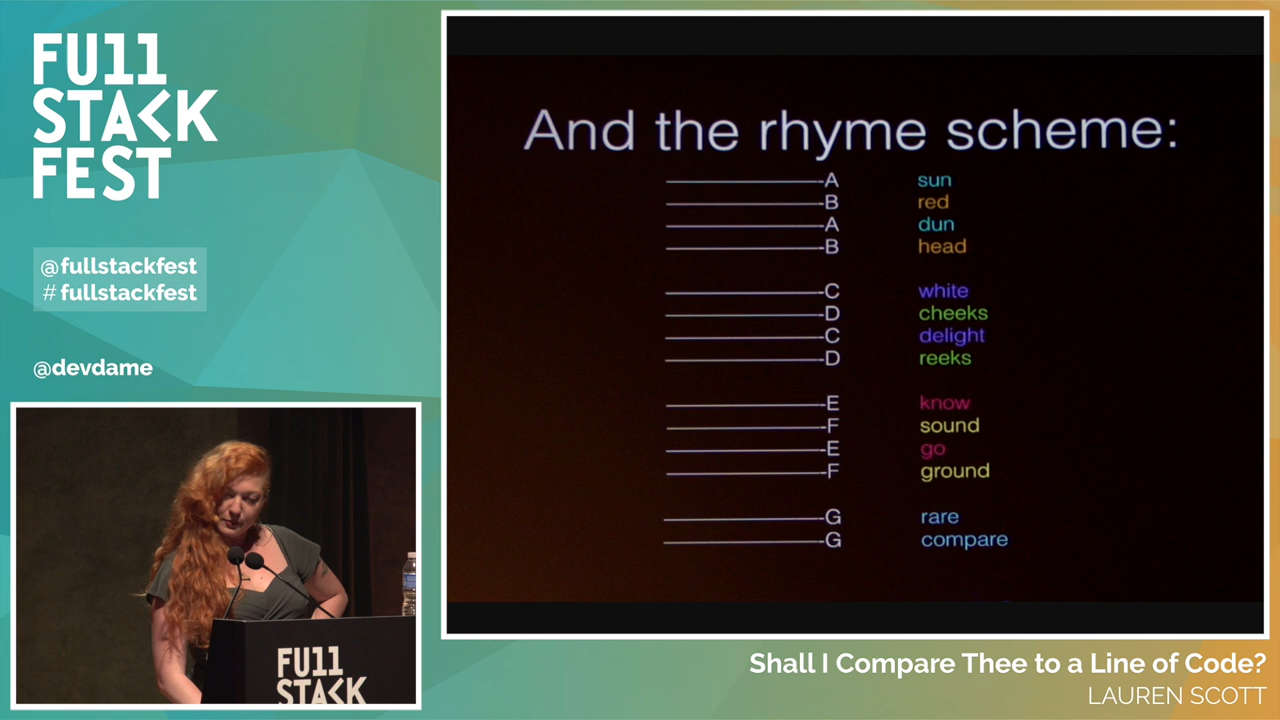 FULL
STACK
FEST
@fullstackfest
# fullstackfest
@devdame
And the rhyme scheme:
A sun
B red
A dun
B head
C white
D cheeks
C delight
D reeks
E know
F sound
E go
F ground
G rare
G compare
FULL
STACK
Shall I Compare Thee to a Line of Code?
LAUREN SCOTT